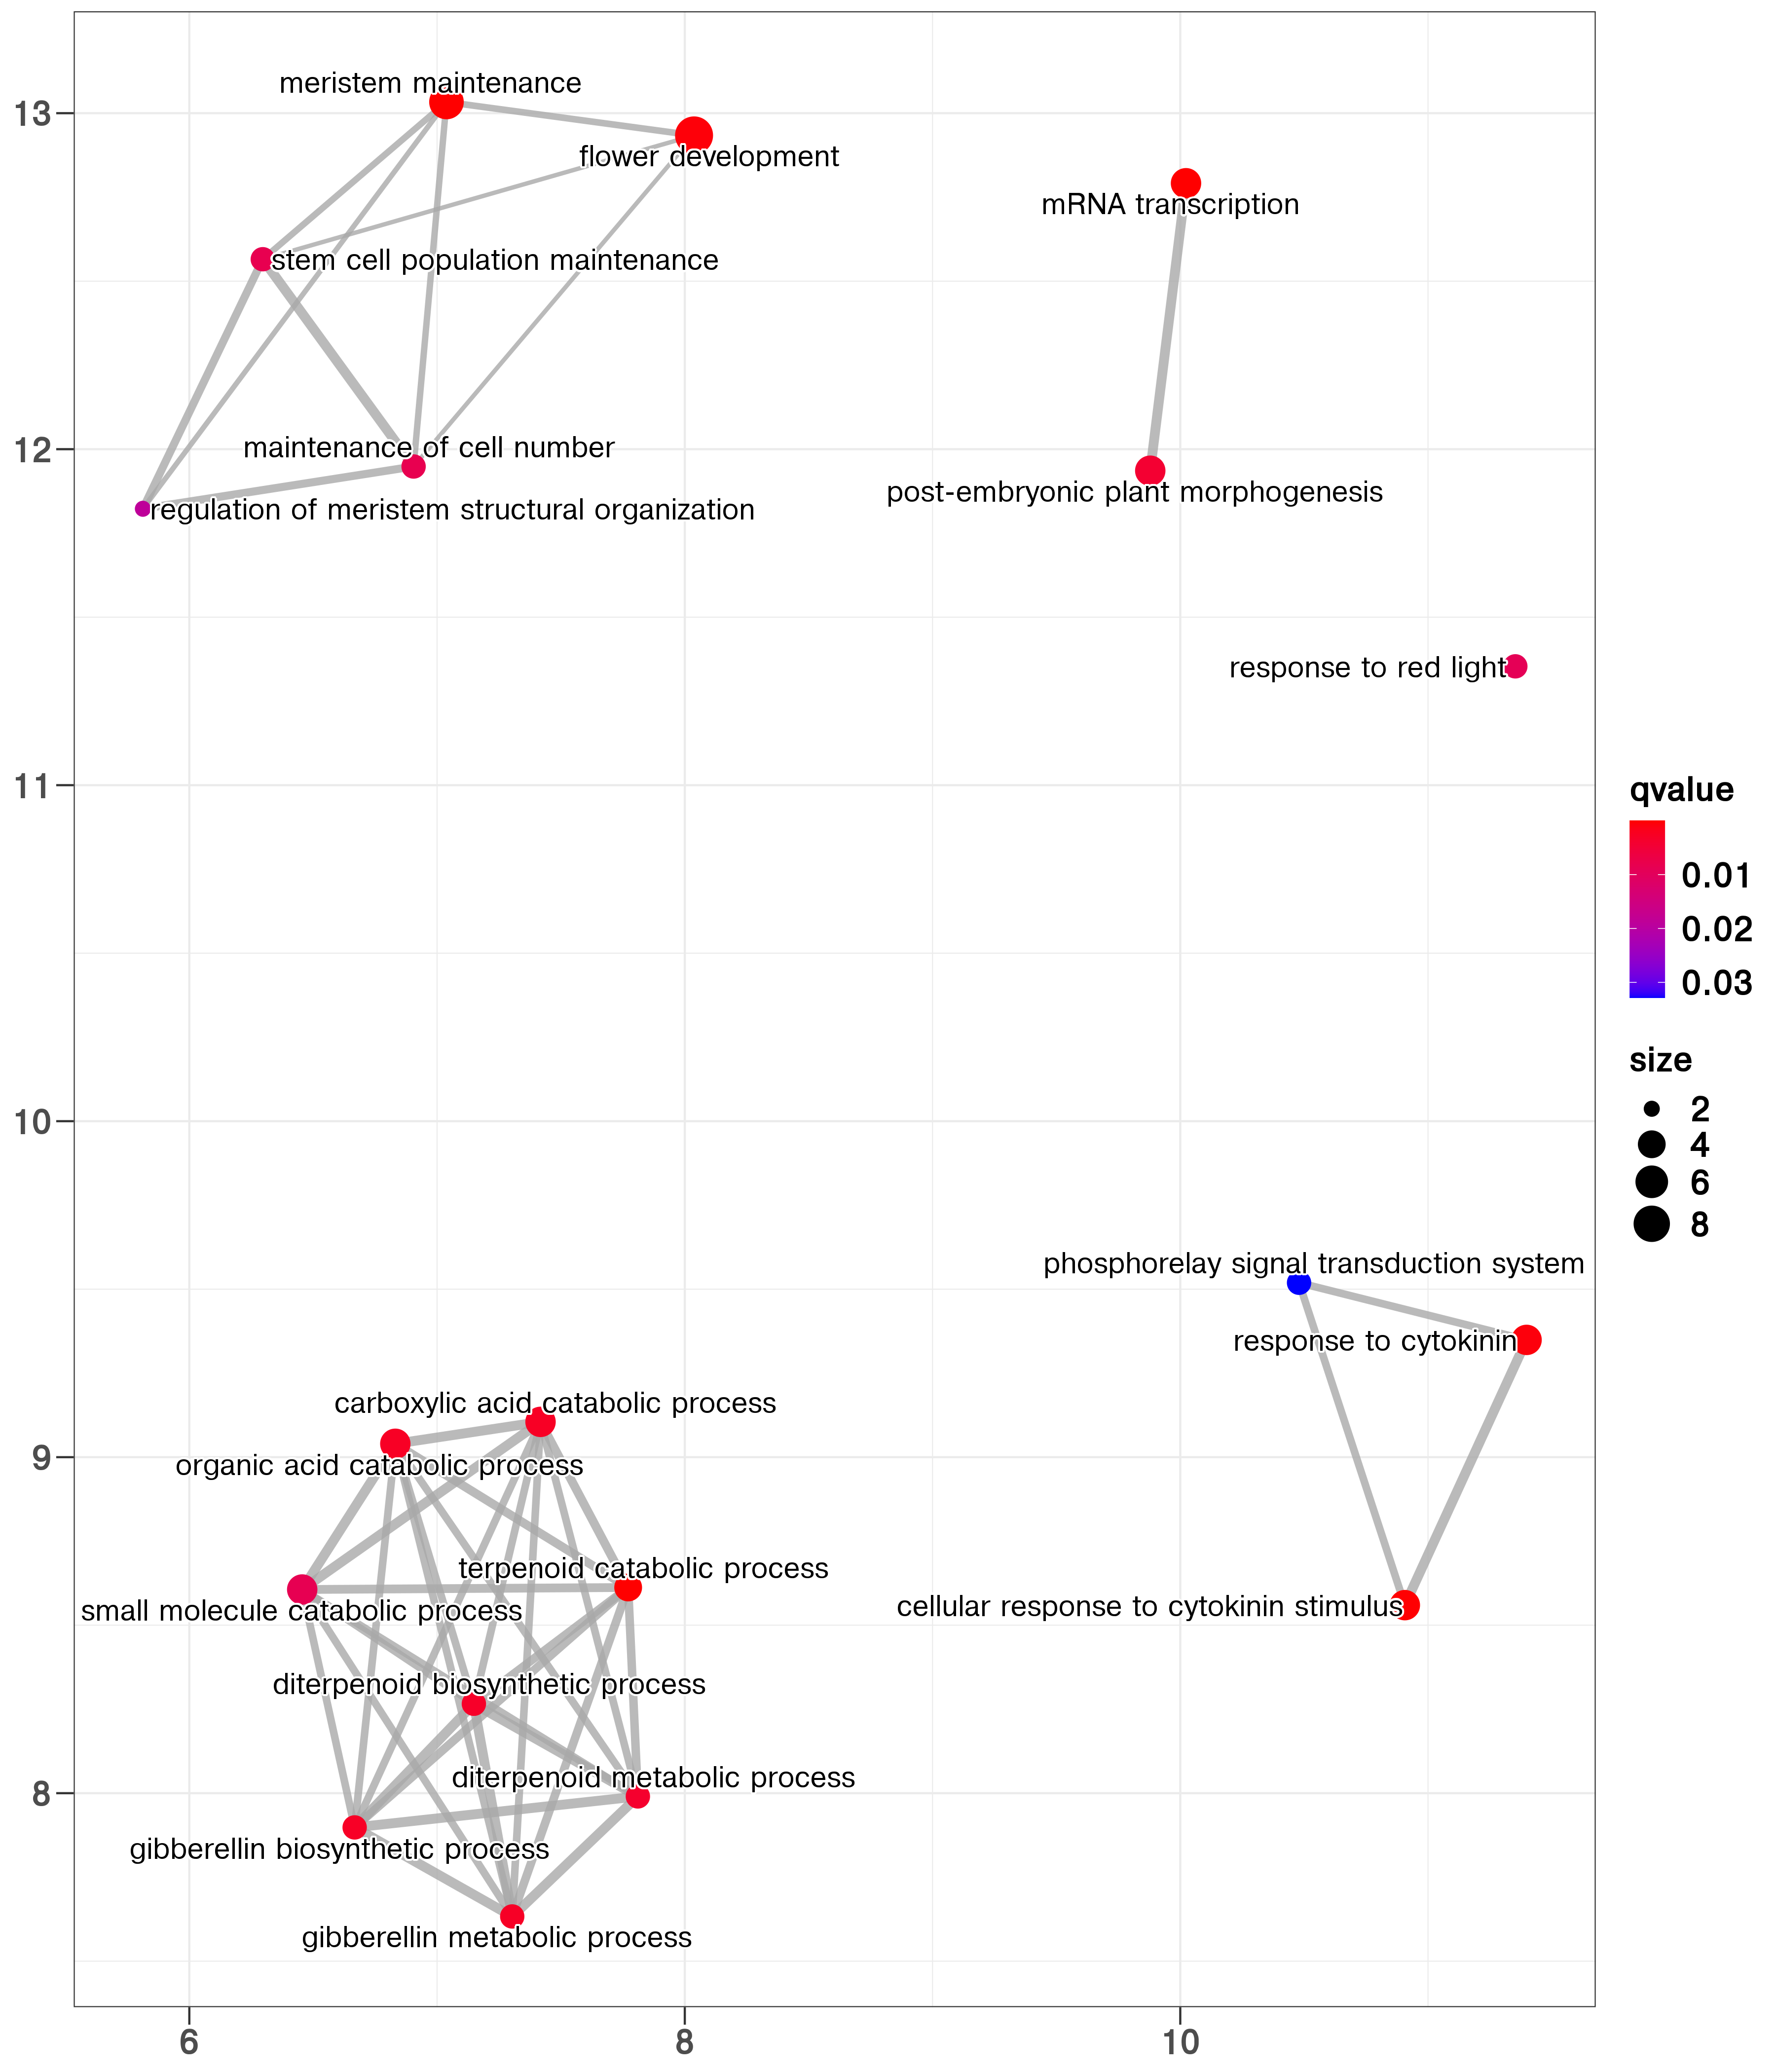 meristem maintenance
13
flower development
mRNA transcription
stem cell population maintenance
maintenance of cell number
12
post-embryonic plant morphogenesis
regulation of meristem structural organization
response to red light
11
qvalue
0.01
0.02
0.03
size
2
4
6
8
10
phosphorelay signal transduction system
response to cytokinin
carboxylic acid catabolic process
9
organic acid catabolic process
terpenoid catabolic process
small molecule catabolic process
cellular response to cytokinin stimulus
diterpenoid biosynthetic process
diterpenoid metabolic process
8
gibberellin biosynthetic process
gibberellin metabolic process
6
8
10